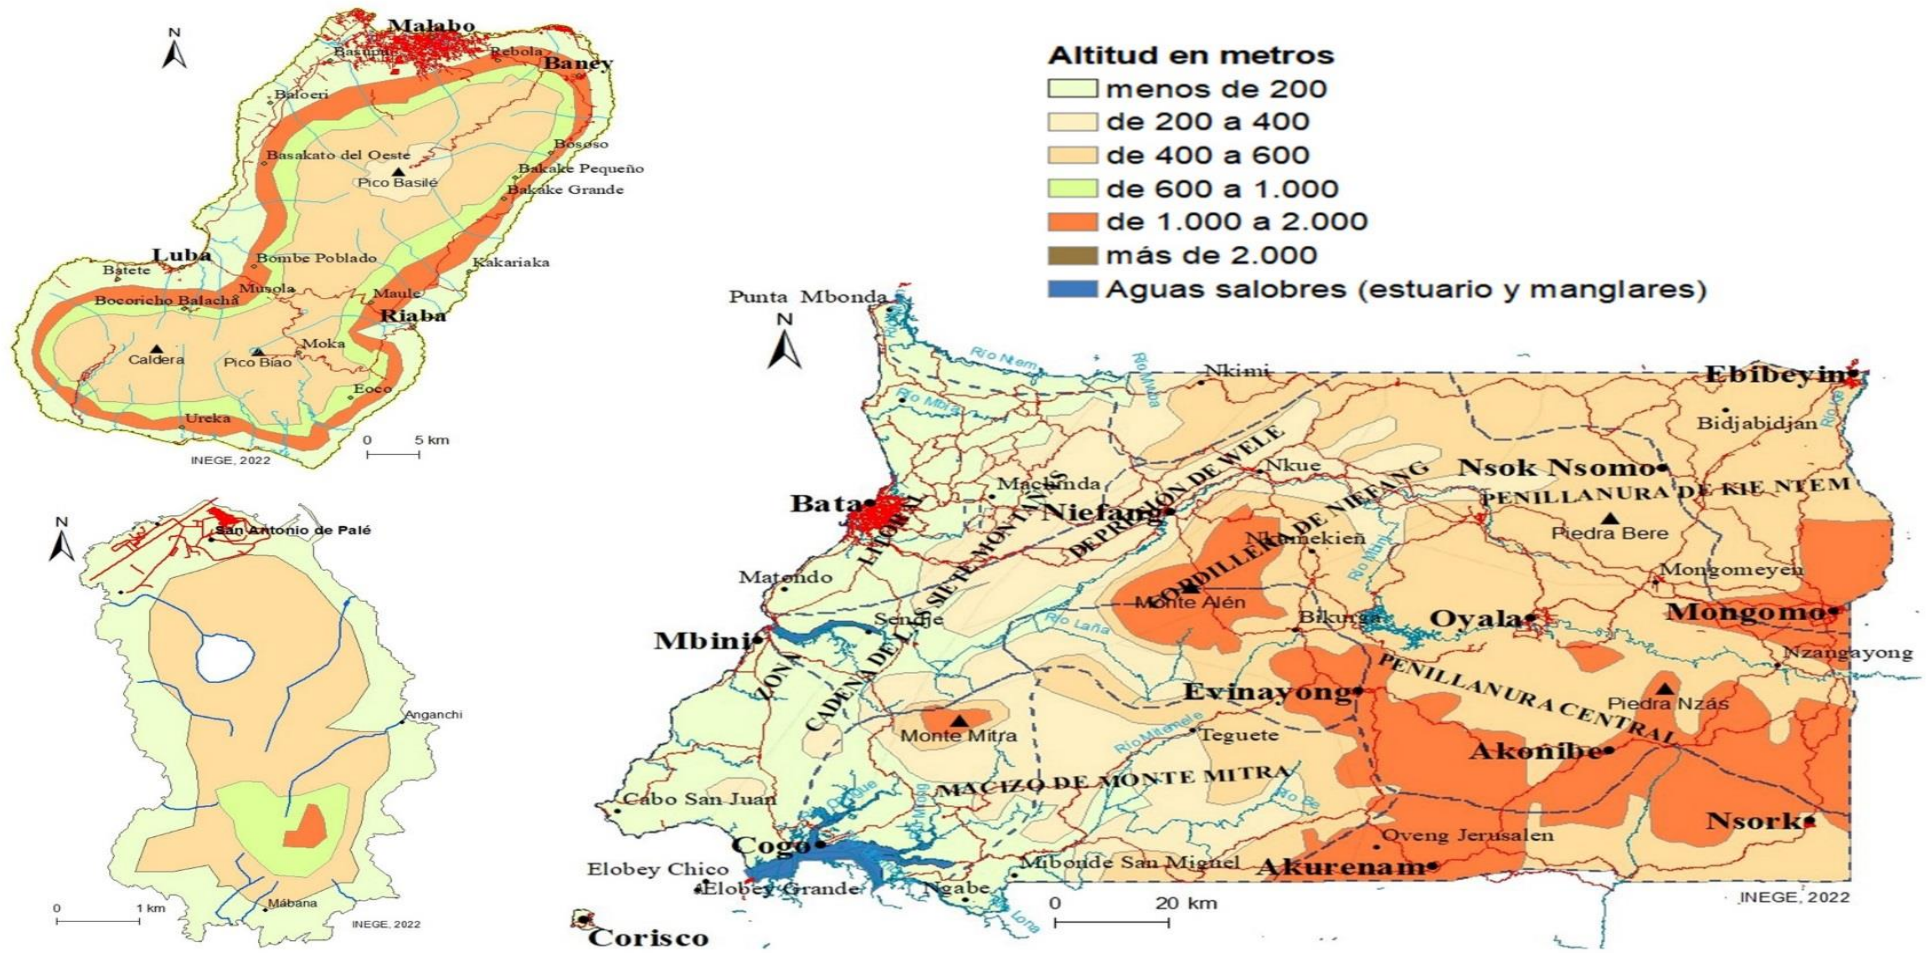 N
Malabo
Basupú
Rebola
Baney
Baloeri
Bososo
Basakato del Oeste
Bakake Pequeño
Pico Basilé
Bakake Grande
Luba
Bombe Poblado
Kakariaka
Batete
Musola
Maule
Bocoricho Balachá
Riaba
Moka
Caldera
Pico Biao
Eoco
Ureka
0 5 km
INEGE, 2022
Altitud en metros
menos de 200
de 200 a 400
de 400 a 600
de 600 a 1.000
de 1.000 a 2.000
más de 2.000
Aguas salobres (estuario y manglares)
N
San Antonio de Palé
Anganchi
Mábana
0 1 km
INEGE, 2022
Punta Mbonda
N
Río Ntem
Río Mvba
Nkimi
Ebibeyin
Río Mbia
Bidjabidjan
Nkue
Nsok Nsomo
Machinda
Bata
Niefang
PENILLANURA DE KIE NTEM
DEPRESIÓN DE WELE
CORDILLERA DE NIEFANG
Piedra Bere
Nkumekieñ
Río Mbini
LITORAL
ZONA
CADENA DE LAS SIETE MONTAÑAS
Matondo
Mongomeyen
Monte Alén
Sendje
Río Laña
Bikurga
Oyala
Mongomo
Mbini
Nzangayong
PENILLANURA CENTRAL
Evinayong
Piedra Nzás
Monte Mitra
Río Mitemele
Teguete
Akonibe
MACIZO DE MONTE MITRA
Cabo San Juan
Nsork
Cogo
Oveng Jerusalen
Mibonde San Miguel
Akurenam
Elobey Chico
Elobey Grande
Ngabe
0 20 km
INEGE, 2022
Corisco